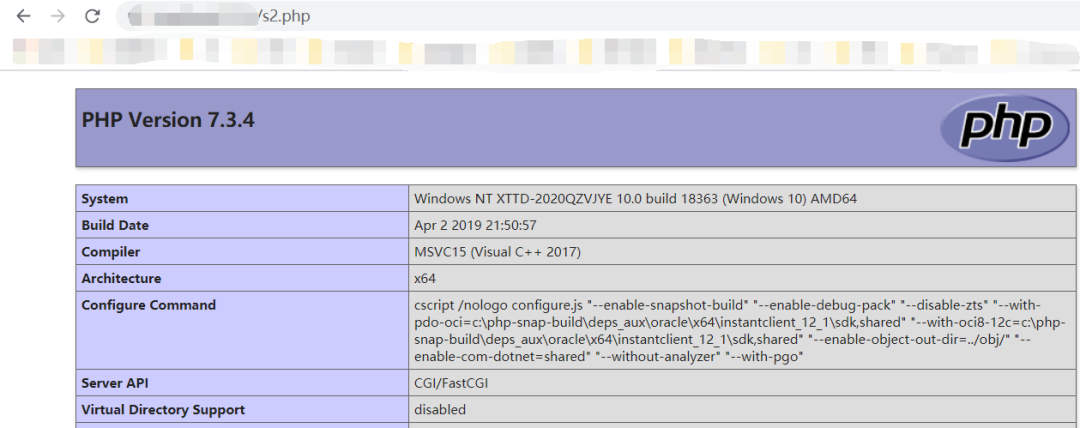 /s2.php
PHP Version 7.3.4
php
System Windows NT XTTD-2020QZVJYE 10.0 build 18363 (Windows 10) AMD64
Build Date Apr 2 2019 21:50:57
Compiler MSVC15 (Visual C++ 2017)
Architecture x64
Configure Command cscript /nologo configure.js "--enable-snapshot-build" "--enable-debug-pack" "--disable-zts" "--with-
pdo-oci=c:\php-snap-build\deps_aux\oracle\x64\instantclient_12_1\sdk,shared" "--with-oci8-12c=c:\php-
snap-build\deps_aux\oracle\x64\instantclient_12_1\sdk,shared" "--enable-object-out-dir=../obj/" "--
enable-com-dotnet=shared" "--without-analyzer" "--with-pgo"
Server API CGI/FastCGI
Virtual Directory Support disabled